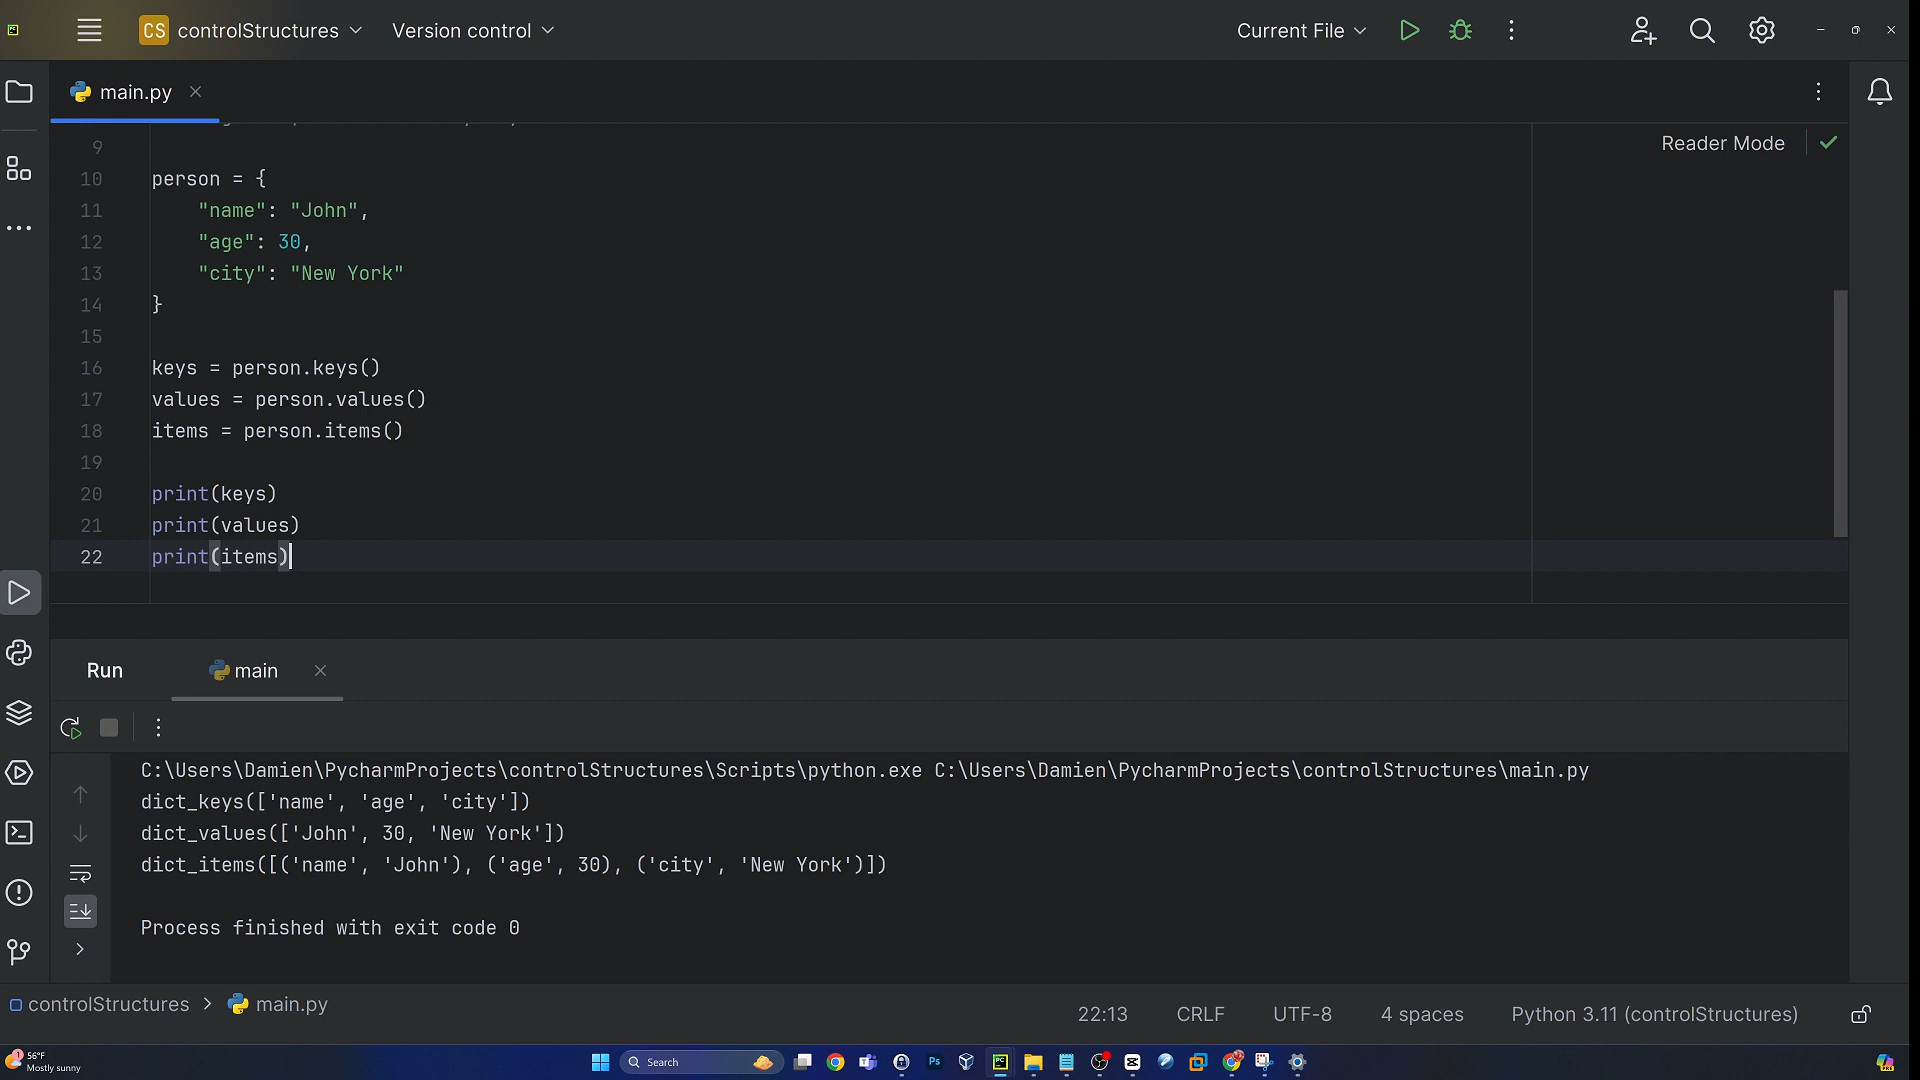 CS controlStructures
Version control
Current File
main.py
Reader Mode
9
10 person = {
11 "name": "John",
12 "age": 30,
13 "city": "New York"
14 }
15
16 keys = person.keys()
17 values = person.values()
18 items = person.items()
19
20 print(keys)
21 print(values)
22 print(items)
Run
main
C:\Users\Damien\PycharmProjects\controlStructures\Scripts\python.exe C:\Users\Damien\PycharmProjects\controlStructures\main.py
dict_keys(['name', 'age', 'city'])
dict_values(['John', 30, 'New York'])
dict_items([('name', 'John'), ('age', 30), ('city', 'New York')])
Process finished with exit code 0
controlStructures > main.py
22:13 CRLF UTF-8 4 spaces Python 3.11 (controlStructures)
1
56°F
Mostly sunny
Search
Ps
PC